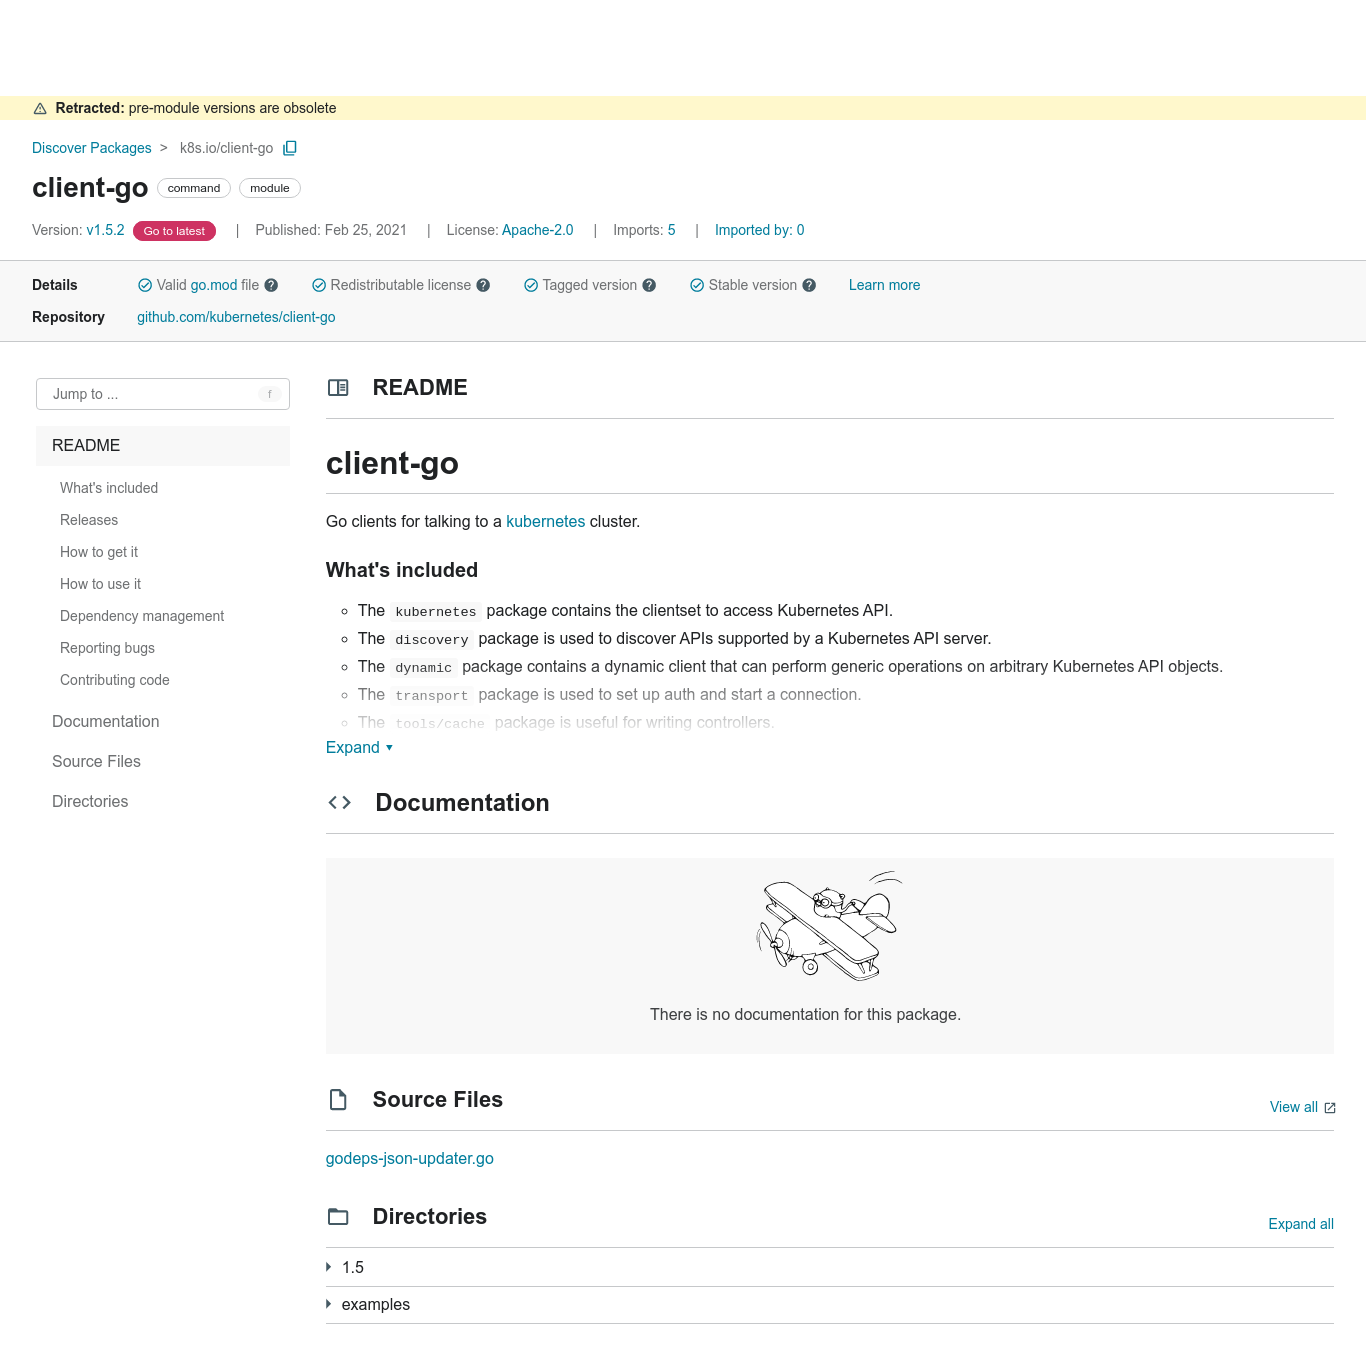 Retracted: pre-module versions are obsolete
Discover Packages > k8s.io/client-go
client-go command module
Version: v1.5.2 Go to latest | Published: Feb 25, 2021 | License: Apache-2.0 | Imports: 5 | Imported by: 0
Details Valid go.mod file ? Redistributable license ? Tagged version ? Stable version ? Learn more
Repository github.com/kubernetes/client-go
Jump to ... f
README
What's included
Releases
How to get it
How to use it
Dependency management
Reporting bugs
Contributing code
Documentation
Source Files
Directories
README
client-go
Go clients for talking to a kubernetes cluster.
What's included
The kubernetes package contains the clientset to access Kubernetes API.
The discovery package is used to discover APIs supported by a Kubernetes API server.
The dynamic package contains a dynamic client that can perform generic operations on arbitrary Kubernetes API objects.
The transport package is used to set up auth and start a connection.
The tools/cache package is useful for writing controllers.
Expand ▾
Documentation
There is no documentation for this package.
Source Files View all
godeps-json-updater.go
Directories Expand all
1.5
examples